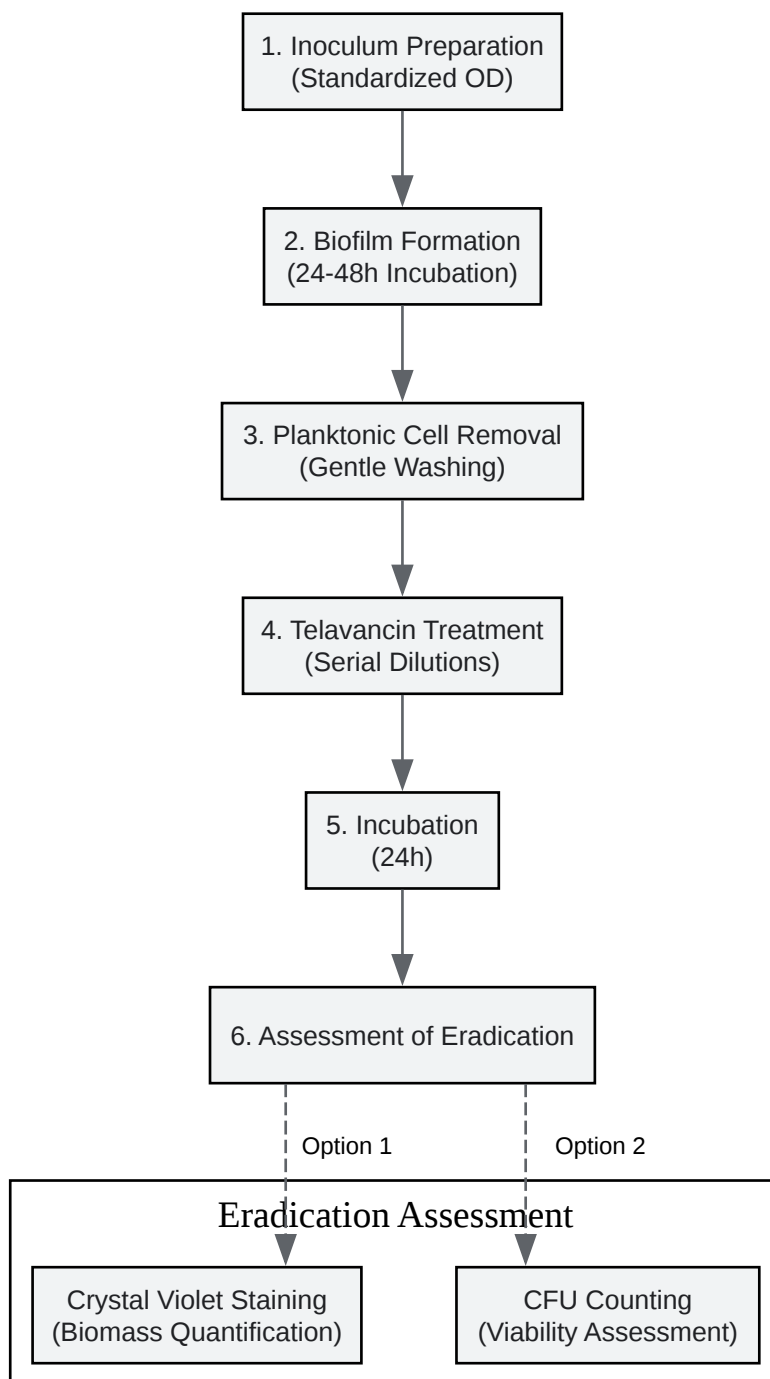 1. Inoculum Preparation
(Standardized OD)
2. Biofilm Formation
(24-48h Incubation)
3. Planktonic Cell Removal
(Gentle Washing)
4. Telavancin Treatment
(Serial Dilutions)
5. Incubation
(24h)
6. Assessment of Eradication
Option 1
Option 2
Eradication Assessment
Crystal Violet Staining
(Biomass Quantification)
CFU Counting
(Viability Assessment)